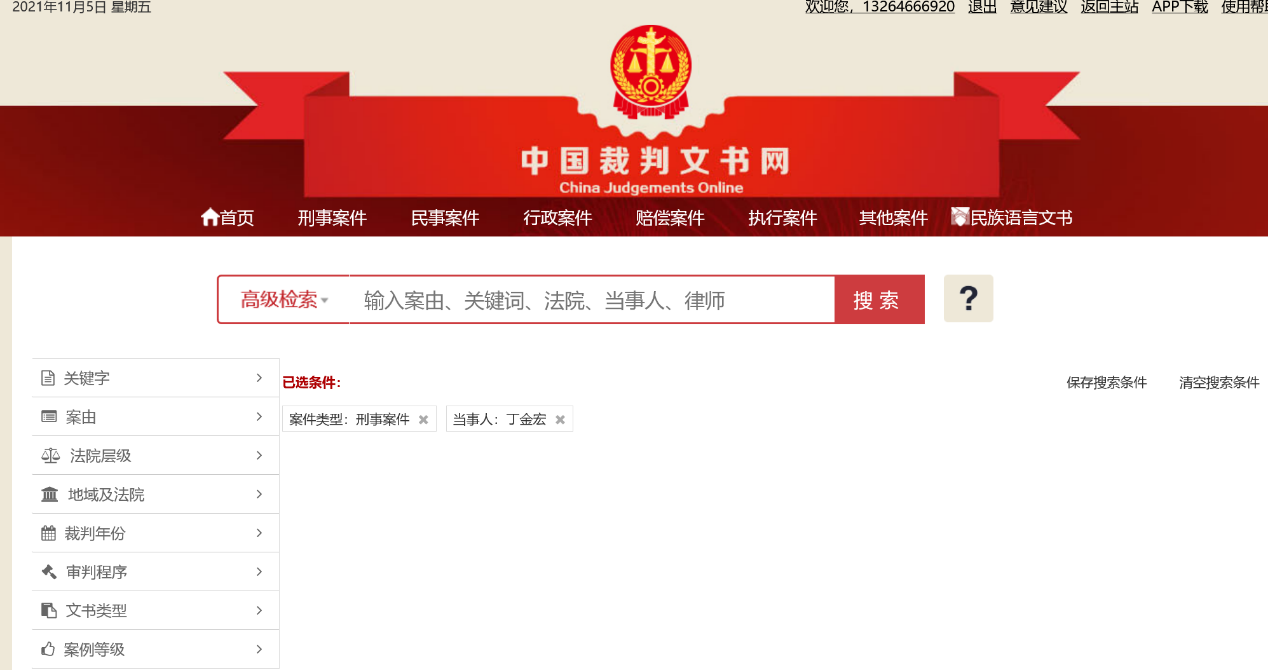 2021年11月5日 星期五
欢迎您，13264666920 退出 意见建议 返回主站 APP下载 使用帮助
中国裁判文书网
China Judgements Online
首页 刑事案件 民事案件 行政案件 赔偿案件 执行案件 其他案件 民族语言文书
高级检索 输入案由、关键词、法院、当事人、律师 搜索 ?
关键字
已选条件： 保存搜索条件 清空搜索条件
案由
案件类型：刑事案件 × 当事人：丁金宏 ×
法院层级
地域及法院
裁判年份
审判程序
文书类型
案例等级